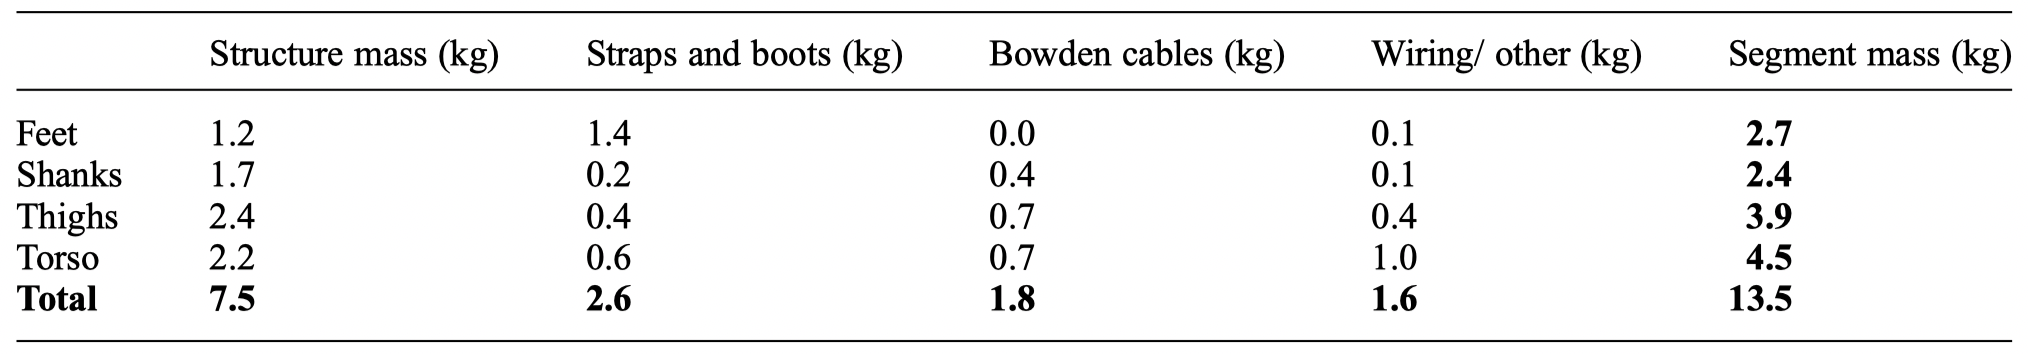 Structure mass (kg) Straps and boots (kg) Bowden cables (kg) Wiring/ other (kg) Segment mass (kg)
Feet 1.2 1.4 0.0 0.1 2.7
Shanks 1.7 0.2 0.4 0.1 2.4
Thighs 2.4 0.4 0.7 0.4 3.9
Torso 2.2 0.6 0.7 1.0 4.5
Total 7.5 2.6 1.8 1.6 13.5